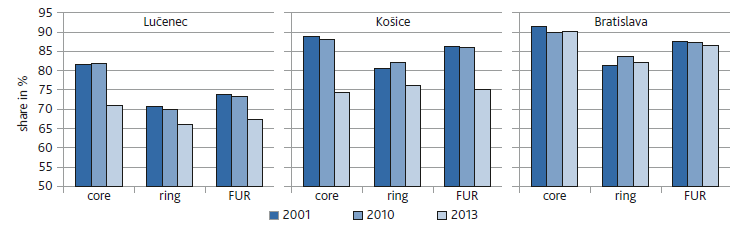 Lučenec Košice Bratislava
share in %
95
90
85
80
75
70
65
60
55
50
core ring FUR core ring FUR core ring FUR
2001 2010 2013